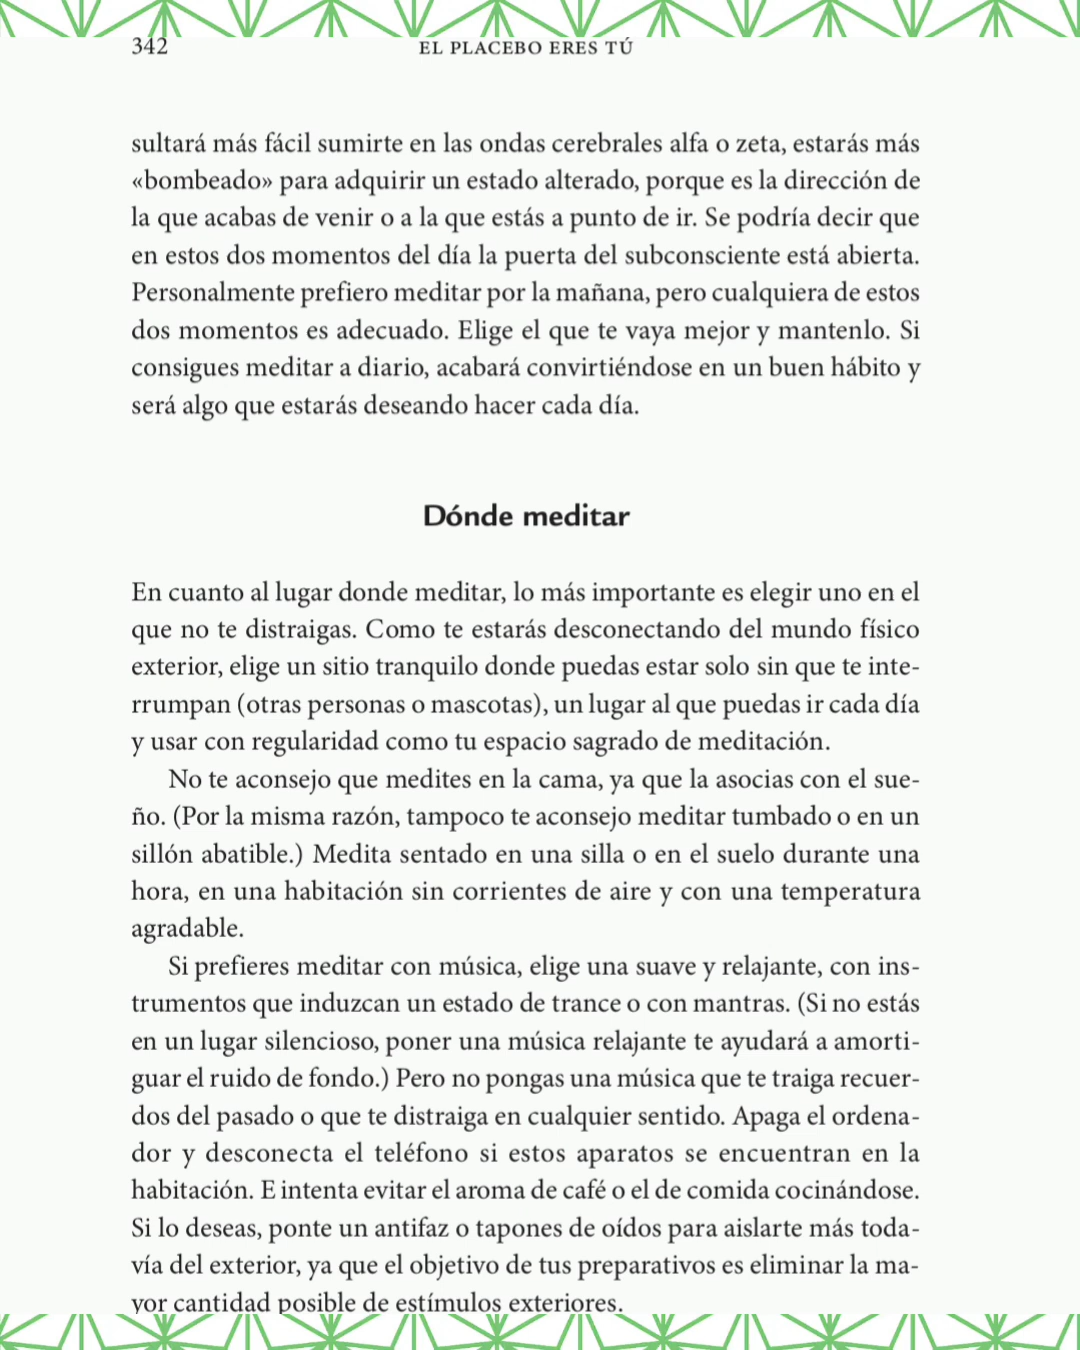 342
EL PLACEBO ERES TÚ
sultará más fácil sumirte en las ondas cerebrales alfa o zeta, estarás más
«bombeado» para adquirir un estado alterado, porque es la dirección de
la que acabas de venir o a la que estás a punto de ir. Se podría decir que
en estos dos momentos del día la puerta del subconsciente está abierta.
Personalmente prefiero meditar por la mañana, pero cualquiera de estos
dos momentos es adecuado. Elige el que te vaya mejor y mantenlo. Si
consigues meditar a diario, acabará convirtiéndose en un buen hábito y
será algo que estarás deseando hacer cada día.
Dónde meditar
En cuanto al lugar donde meditar, lo más importante es elegir uno en el
que no te distraigas. Como te estarás desconectando del mundo físico
exterior, elige un sitio tranquilo donde puedas estar solo sin que te inte-
rrumpan (otras personas o mascotas), un lugar al que puedas ir cada día
y usar con regularidad como tu espacio sagrado de meditación.
No te aconsejo que medites en la cama, ya que la asocias con el sue-
ño. (Por la misma razón, tampoco te aconsejo meditar tumbado o en un
sillón abatible.) Medita sentado en una silla o en el suelo durante una
hora, en una habitación sin corrientes de aire y con una temperatura
agradable.
Si prefieres meditar con música, elige una suave y relajante, con ins-
trumentos que induzcan un estado de trance o con mantras. (Si no estás
en un lugar silencioso, poner una música relajante te ayudará a amorti-
guar el ruido de fondo.) Pero no pongas una música que te traiga recuer-
dos del pasado o que te distraiga en cualquier sentido. Apaga el ordena-
dor y desconecta el teléfono si estos aparatos se encuentran en la
habitación. E intenta evitar el aroma de café o el de comida cocinándose.
Si lo deseas, ponte un antifaz o tapones de oídos para aislarte más toda-
vía del exterior, ya que el objetivo de tus preparativos es eliminar la ma-
yor cantidad posible de estímulos exteriores.